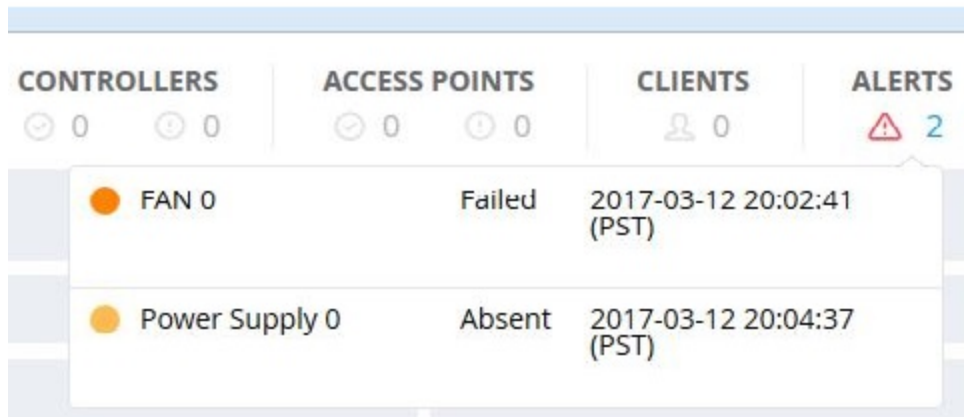 CONTROLLERS ACCESS POINTS CLIENTS ALERTS
0 0 0 0 0 2
FAN 0 Failed 2017-03-12 20:02:41
(PST)
Power Supply 0 Absent 2017-03-12 20:04:37
(PST)